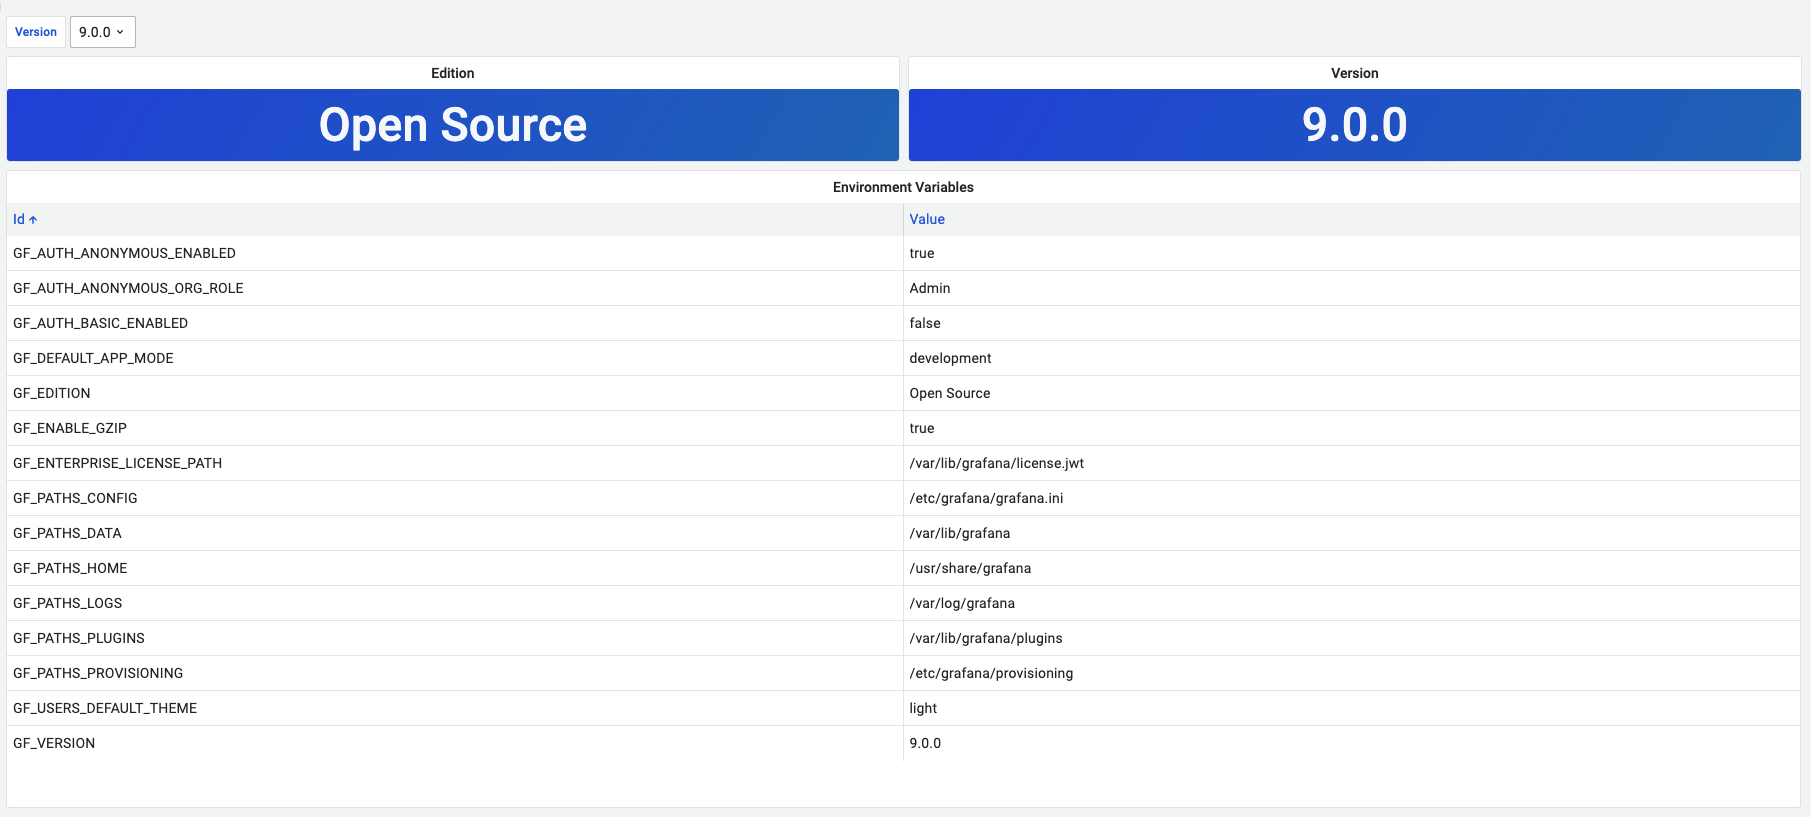 Version 9.0.0
Edition
Open Source
Version
9.0.0
Environment Variables
Id Value
GF_AUTH_ANONYMOUS_ENABLED true
GF_AUTH_ANONYMOUS_ORG_ROLE Admin
GF_AUTH_BASIC_ENABLED false
GF_DEFAULT_APP_MODE development
GF_EDITION Open Source
GF_ENABLE_GZIP true
GF_ENTERPRISE_LICENSE_PATH /var/lib/grafana/license.jwt
GF_PATHS_CONFIG /etc/grafana/grafana.ini
GF_PATHS_DATA /var/lib/grafana
GF_PATHS_HOME /usr/share/grafana
GF_PATHS_LOGS /var/log/grafana
GF_PATHS_PLUGINS /var/lib/grafana/plugins
GF_PATHS_PROVISIONING /etc/grafana/provisioning
GF_USERS_DEFAULT_THEME light
GF_VERSION 9.0.0